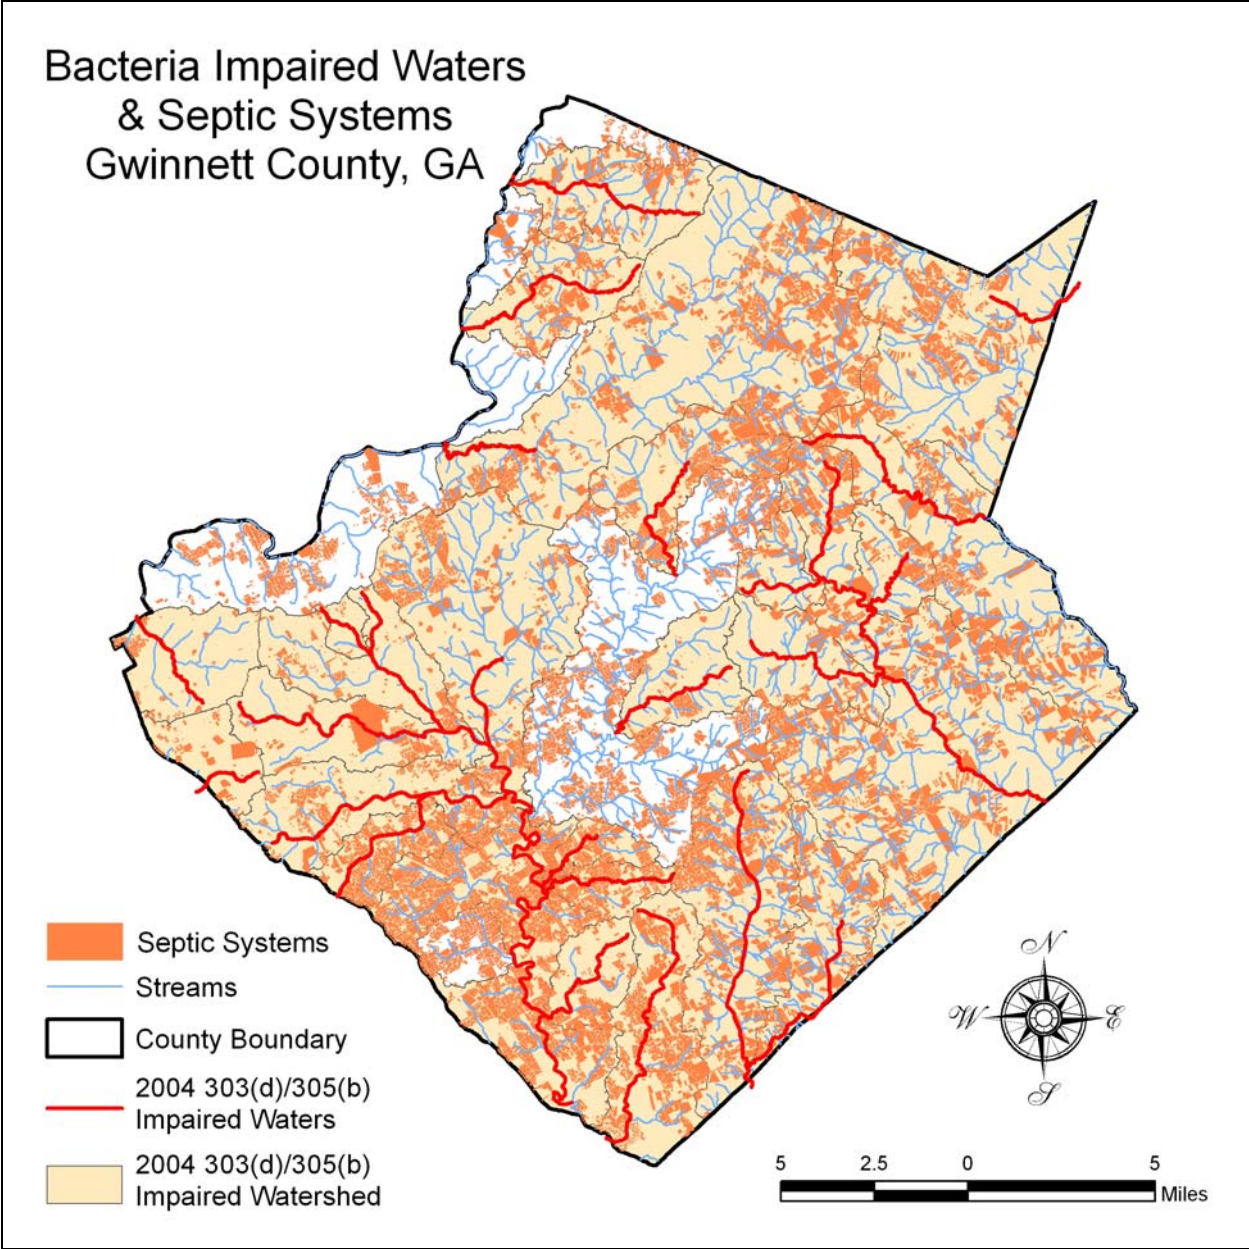 Bacteria Impaired Waters
& Septic Systems
Gwinnett County, GA
Septic Systems
Streams
County Boundary
2004 303(d)/305(b)
Impaired Waters
2004 303(d)/305(b)
Impaired Watershed
N
W
E
S
5 2.5 0 5
Miles